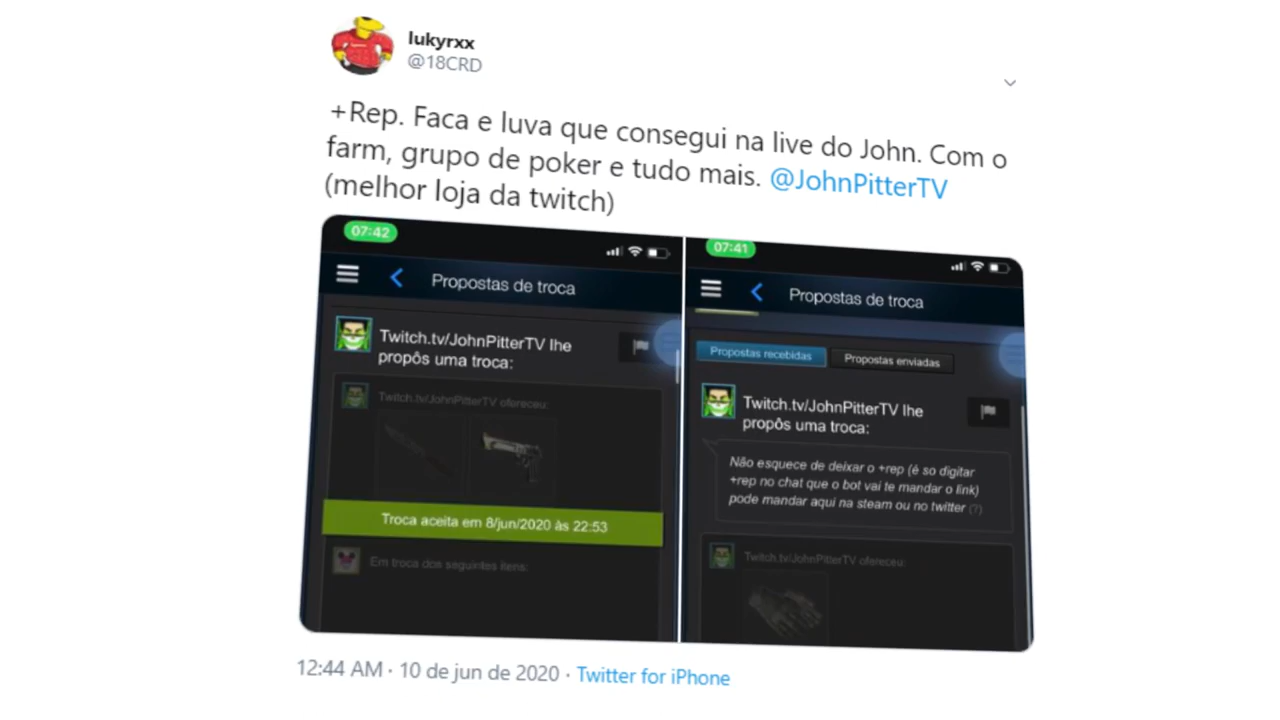 lukyrxx
@18CRD
+Rep. Faca e luva que consegui na live do John. Com o
farm, grupo de poker e tudo mais. @JohnPitterTV
(melhor loja da twitch)
07:42
Propostas de troca
Twitch.tv/JohnPitterTV lhe
propôs uma troca:
Twitch.tv/JohnPitterTV ofereceu:
Troca aceita em 8/jun/2020 às 22:53
Em troca dos seguintes itens:
07:41
Propostas de troca
Propostas recebidas
Propostas enviadas
Twitch.tv/JohnPitterTV lhe
propôs uma troca:
Não esquece de deixar o +rep (é so digitar
+rep no chat que o bot vai te mandar o link)
pode mandar aqui na steam ou no twitter (?)
Twitch.tv/JohnPitterTV ofereceu:
12:44 AM · 10 de jun de 2020 · Twitter for iPhone